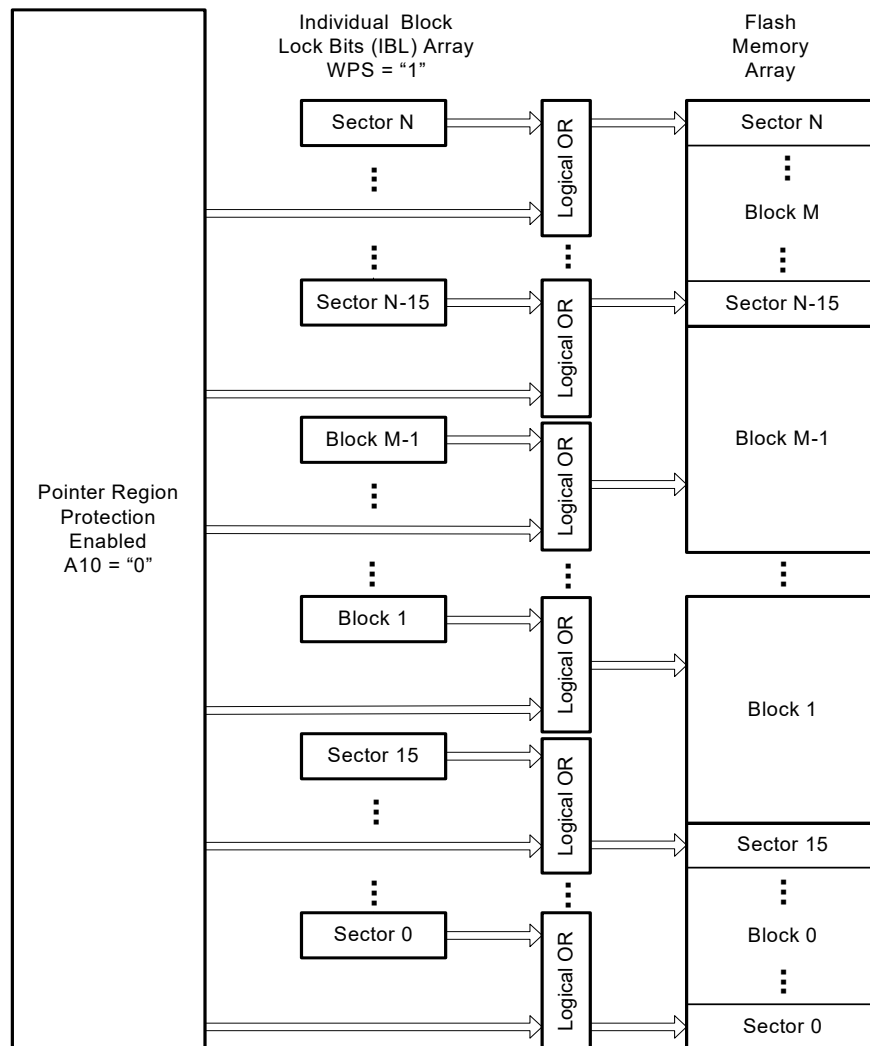 Individual Block
Lock Bits (IBL) Array
WPS = “1”
Flash
Memory
Array
Sector N
Logical OR
Sector N
Block M
Sector N-15
Logical OR
Sector N-15
Block M-1
Logical OR
Block M-1
Pointer Region
Protection
Enabled
A10 = “0”
Block 1
Logical OR
Block 1
Sector 15
Logical OR
Sector 15
Sector 0
Logical OR
Block 0
Sector 0